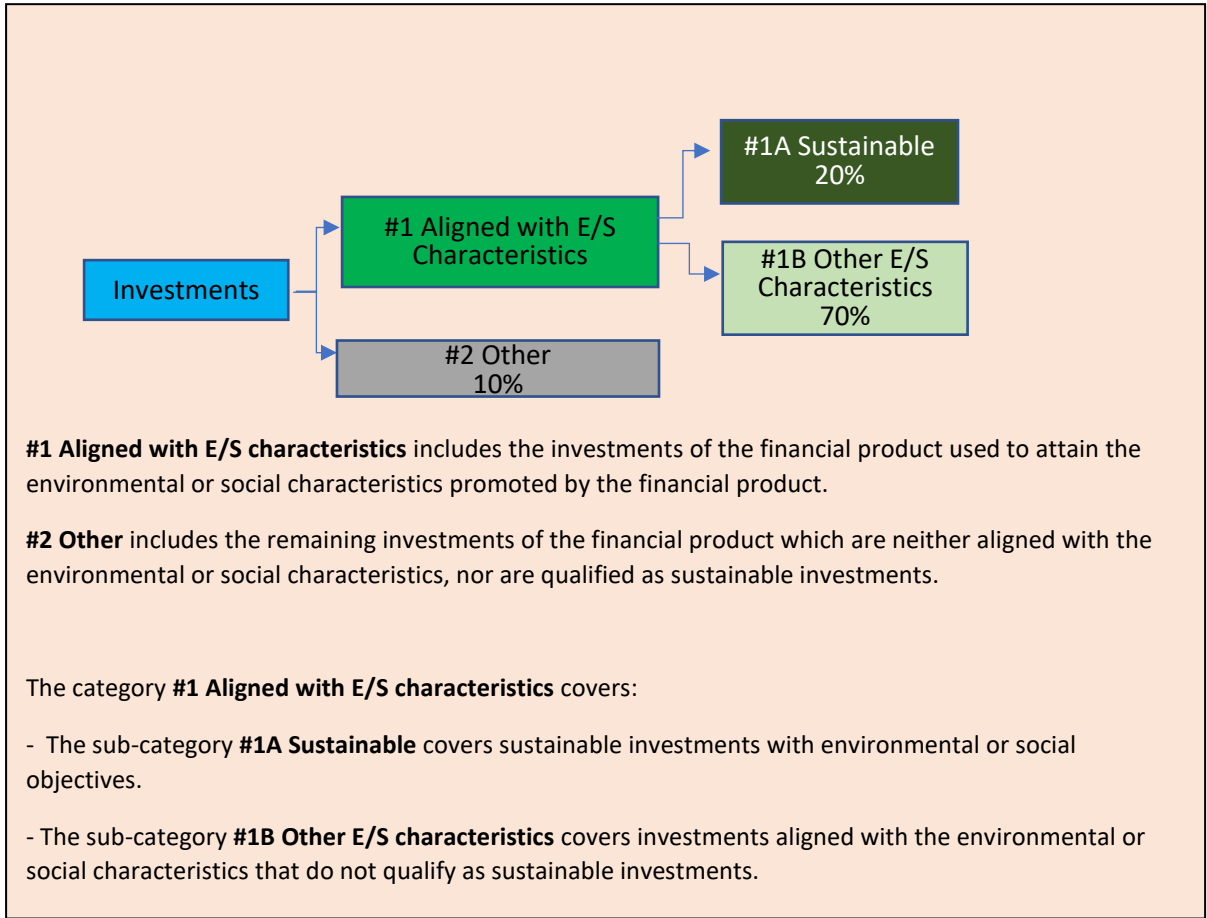 #1A Sustainable
20%
#1 Aligned with E/S
Characteristics
#1B Other E/S
Characteristics
70%
Investments
#2 Other
10%
#1 Aligned with E/S characteristics includes the investments of the financial product used to attain the
environmental or social characteristics promoted by the financial product.
#2 Other includes the remaining investments of the financial product which are neither aligned with the
environmental or social characteristics, nor are qualified as sustainable investments.
The category #1 Aligned with E/S characteristics covers:
- The sub-category #1A Sustainable covers sustainable investments with environmental or social
objectives.
- The sub-category #1B Other E/S characteristics covers investments aligned with the environmental or
social characteristics that do not qualify as sustainable investments.